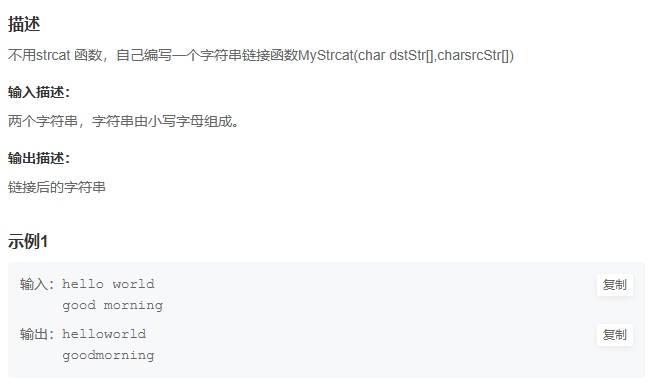 描述
不用strcat 函数，自己编写一个字符串链接函数MyStrcat(char dstStr[],charsrcStr[])
输入描述：
两个字符串，字符串由小写字母组成。
输出描述：
链接后的字符串
示例1
输入：hello world
good morning
复制
输出：helloworld
goodmorning
复制